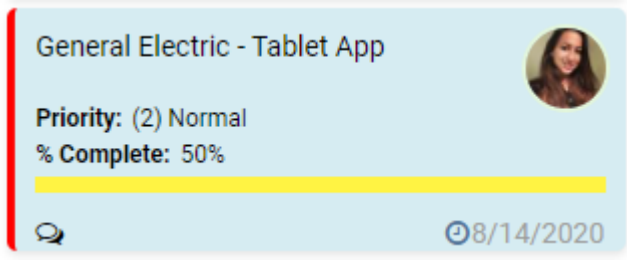 General Electric - Tablet App
Priority: (2) Normal
% Complete: 50%
8/14/2020